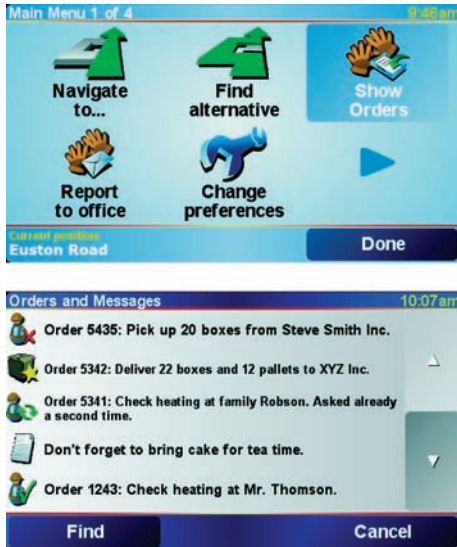 Main Menu 1 of 4 9:46am
Navigate to...
Find alternative
Show Orders
Report to office
Change preferences
Current position:
Euston Road
Done
Orders and Messages 10:07am
Order 5435: Pick up 20 boxes from Steve Smith Inc.
Order 5342: Deliver 22 boxes and 12 pallets to XYZ Inc.
Order 5341: Check heating at family Robson. Asked already
a second time.
Don't forget to bring cake for tea time.
Order 1243: Check heating at Mr. Thomson.
Find Cancel